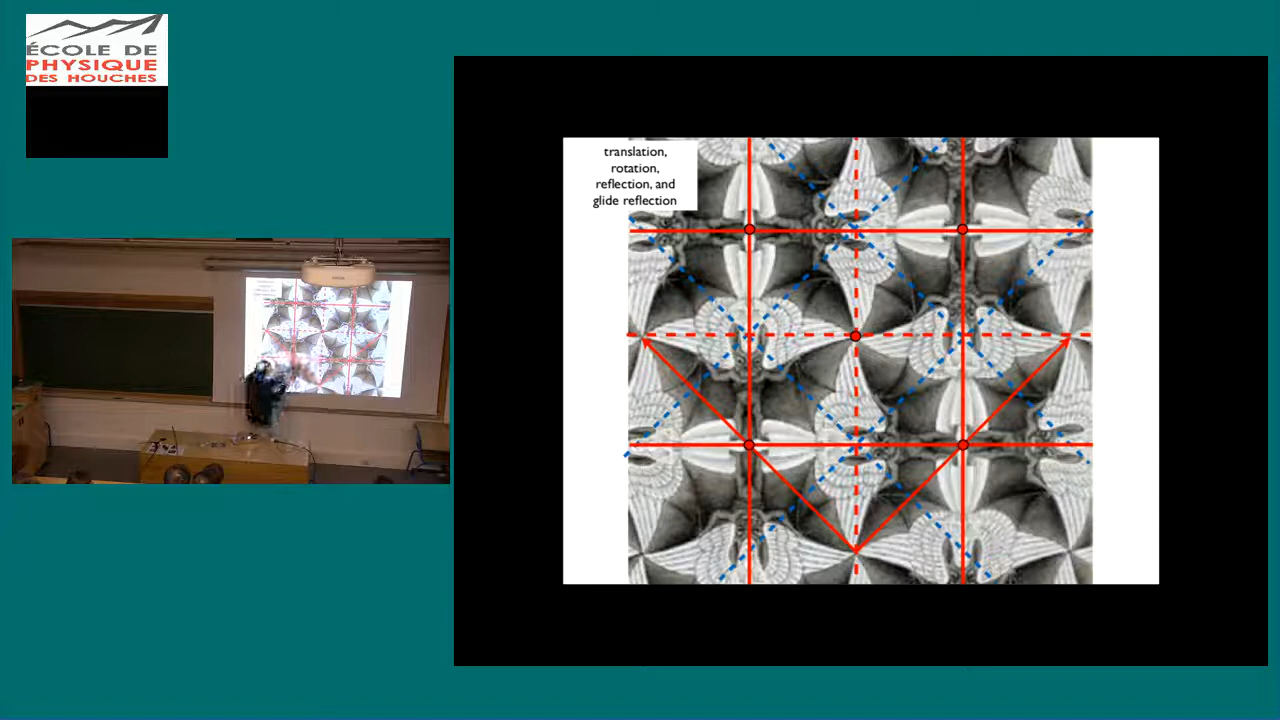 ÉCOLE DE
PHYSIQUE
DES HOUCHES
translation,
rotation,
reflection, and
glide reflection